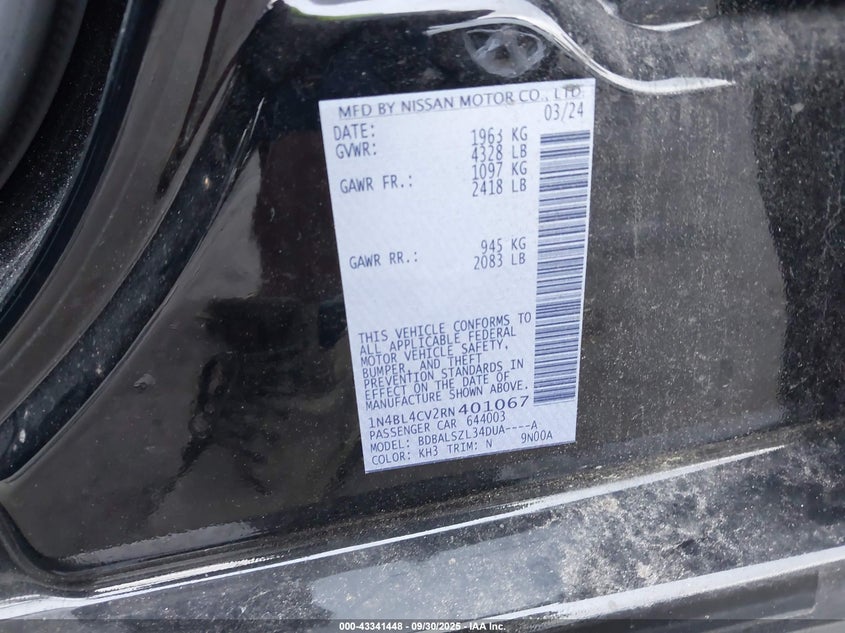 MFD BY NISSAN MOTOR CO., LTD.
DATE: 03/24
GVWR: 1963 KG
4328 LB
GAWR FR.: 1097 KG
2418 LB
GAWR RR.: 945 KG
2083 LB
THIS VEHICLE CONFORMS TO
ALL APPLICABLE FEDERAL
MOTOR VEHICLE SAFETY,
BUMPER, AND THEFT
PREVENTION STANDARDS IN
EFFECT ON THE DATE OF
MANUFACTURE SHOWN ABOVE.
1N4BL4CV2RN401067
PASSENGER CAR 644003
MODEL: BDBALSZL34DUA----A
COLOR: KH3 TRIM: N 9N00A
000-43341448 - 09/30/2025 - IAA Inc.